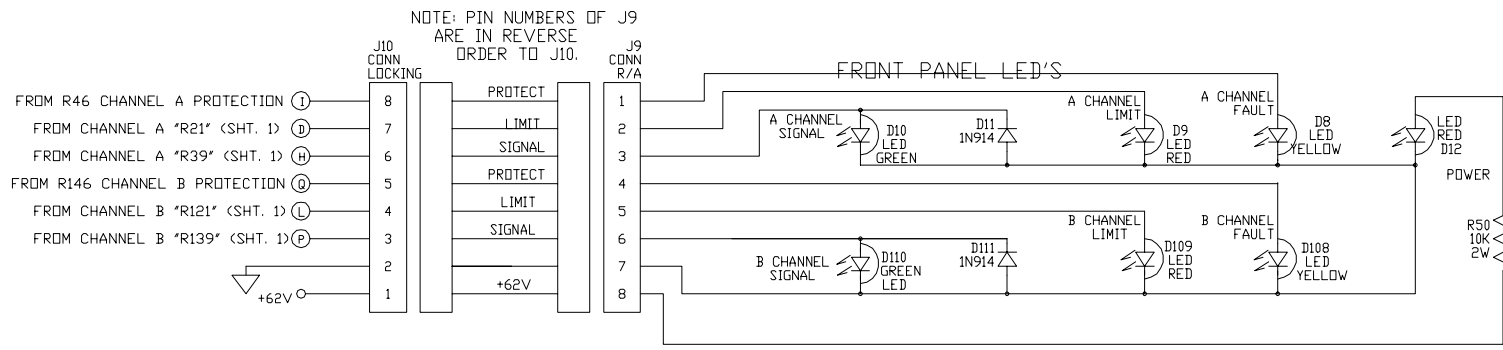 NOTE: PIN NUMBERS OF J9
ARE IN REVERSE
ORDER TO J10.
J10
CONN
LOCKING
J9
CONN
R/A
FRONT PANEL LED'S
FROM R46 CHANNEL A PROTECTION I
8
PROTECT
1
FROM CHANNEL A "R21" (SHT. 1) D
7
LIMIT
2
FROM CHANNEL A "R39" (SHT. 1) H
6
SIGNAL
3
FROM R146 CHANNEL B PROTECTION Q
5
PROTECT
4
FROM CHANNEL B "R121" (SHT. 1) L
4
LIMIT
5
FROM CHANNEL B "R139" (SHT. 1) P
3
SIGNAL
6
2
7
+62V
1
+62V
8
A CHANNEL
SIGNAL
D10
LED
GREEN
D11
1N914
A CHANNEL
LIMIT
D9
LED
RED
A CHANNEL
FAULT
D8
LED
YELLOW
LED
RED
D12
POWER
B CHANNEL
SIGNAL
D110
GREEN
LED
D111
1N914
B CHANNEL
LIMIT
D109
LED
RED
B CHANNEL
FAULT
D108
LED
YELLOW
R50
10K
2W